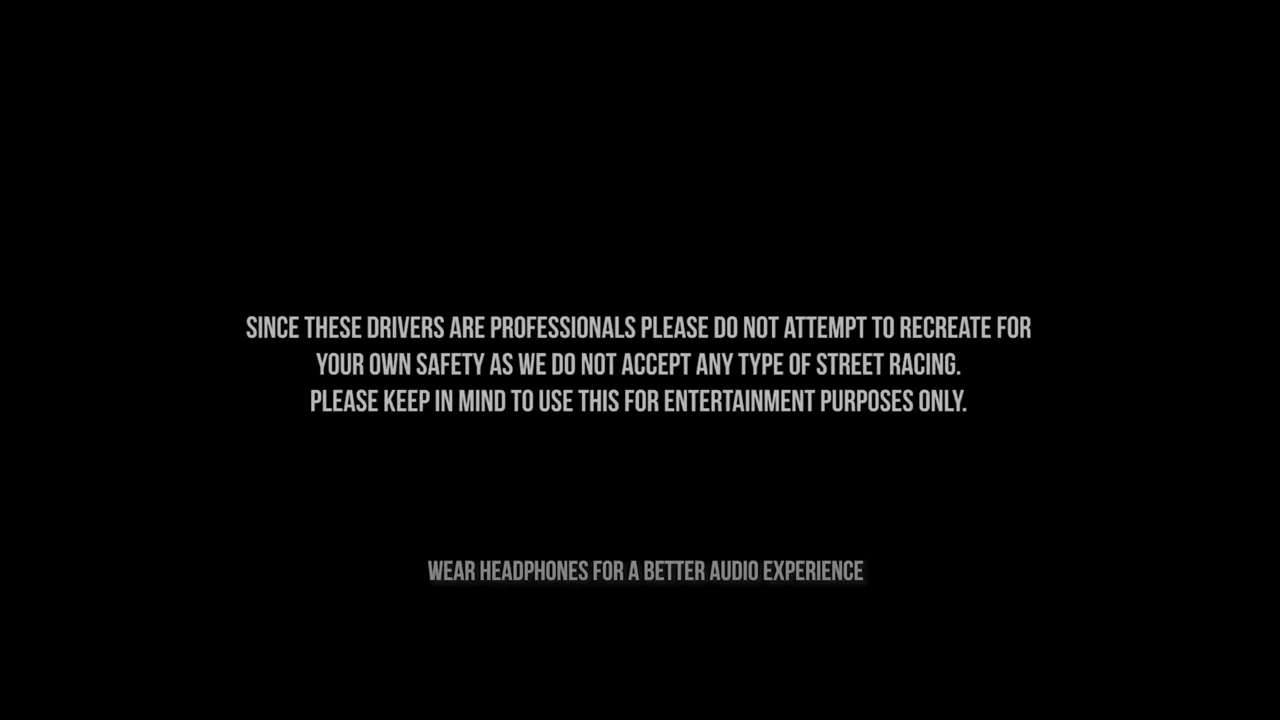 SINCE THESE DRIVERS ARE PROFESSIONALS PLEASE DO NOT ATTEMPT TO RECREATE FOR
YOUR OWN SAFETY AS WE DO NOT ACCEPT ANY TYPE OF STREET RACING.
PLEASE KEEP IN MIND TO USE THIS FOR ENTERTAINMENT PURPOSES ONLY.
WEAR HEADPHONES FOR A BETTER AUDIO EXPERIENCE